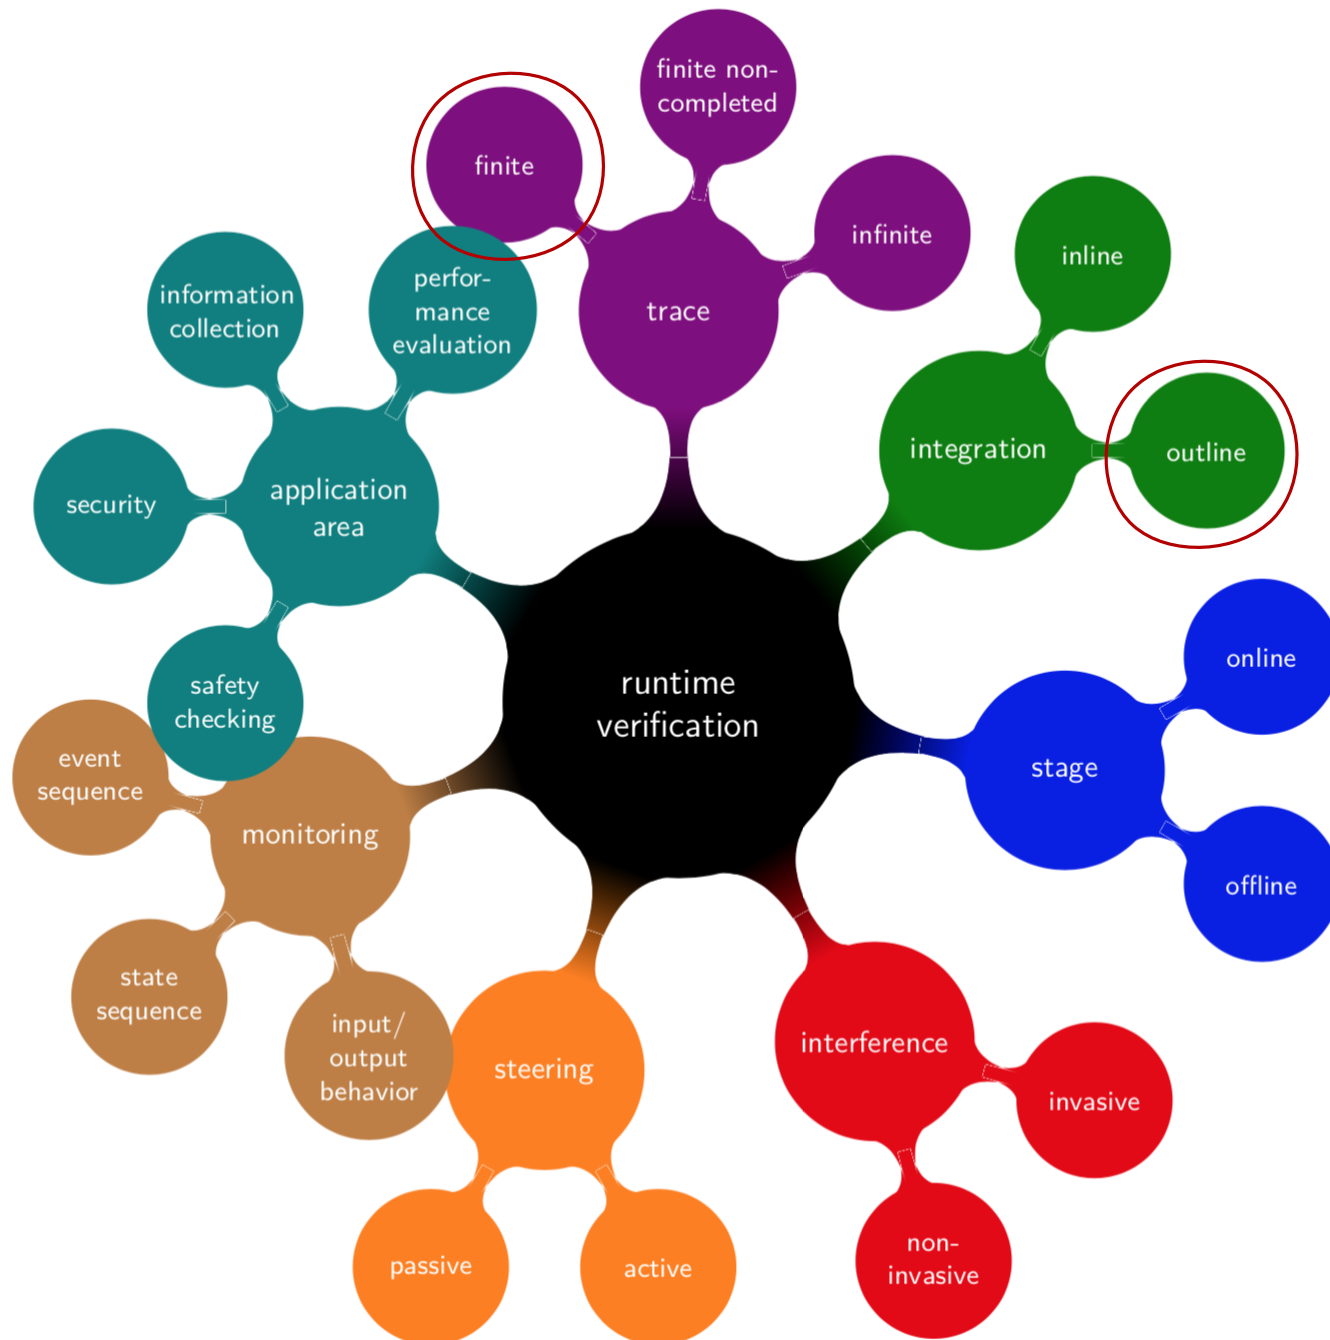 finite non-
completed
finite
infinite
trace
inline
integration
outline
information
collection
perfor-
mance
evaluation
security
application
area
safety
checking
runtime
verification
online
stage
offline
event
sequence
monitoring
state
sequence
input/
output
behavior
steering
passive
active
interference
invasive
non-
invasive